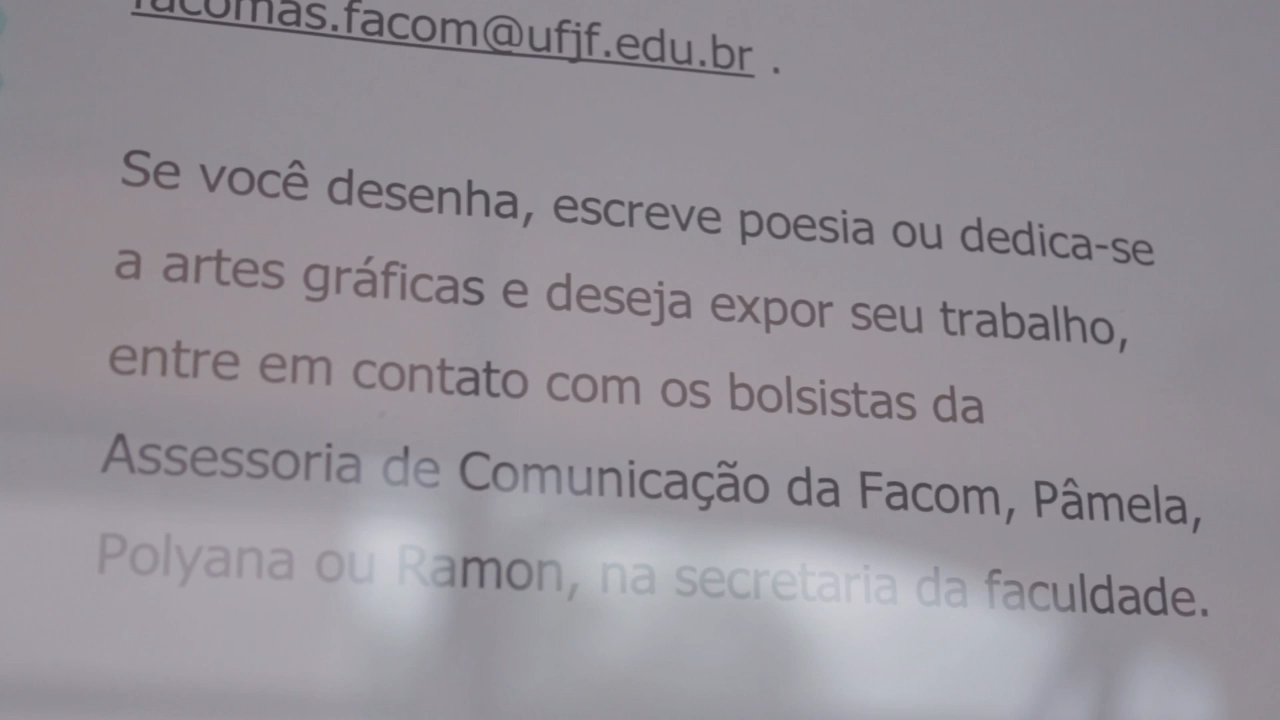 facomas.facom@ufjf.edu.br .
Se você desenha, escreve poesia ou dedica-se
a artes gráficas e deseja expor seu trabalho,
entre em contato com os bolsistas da
Assessoria de Comunicação da Facom, Pâmela,
Polyana ou Ramon, na secretaria da faculdade.